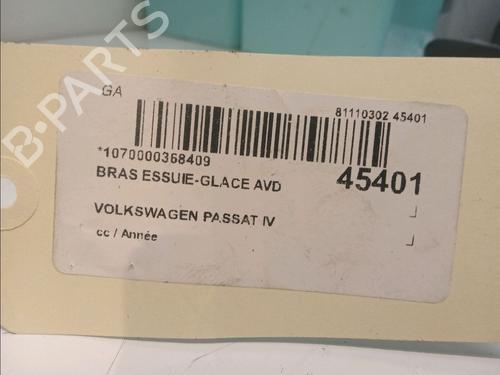 GA
81110302 45401
*1070000368409
BRAS ESSUIE-GLACE AVD
45401
VOLKSWAGEN PASSAT IV
cc / Année
B-PARTS